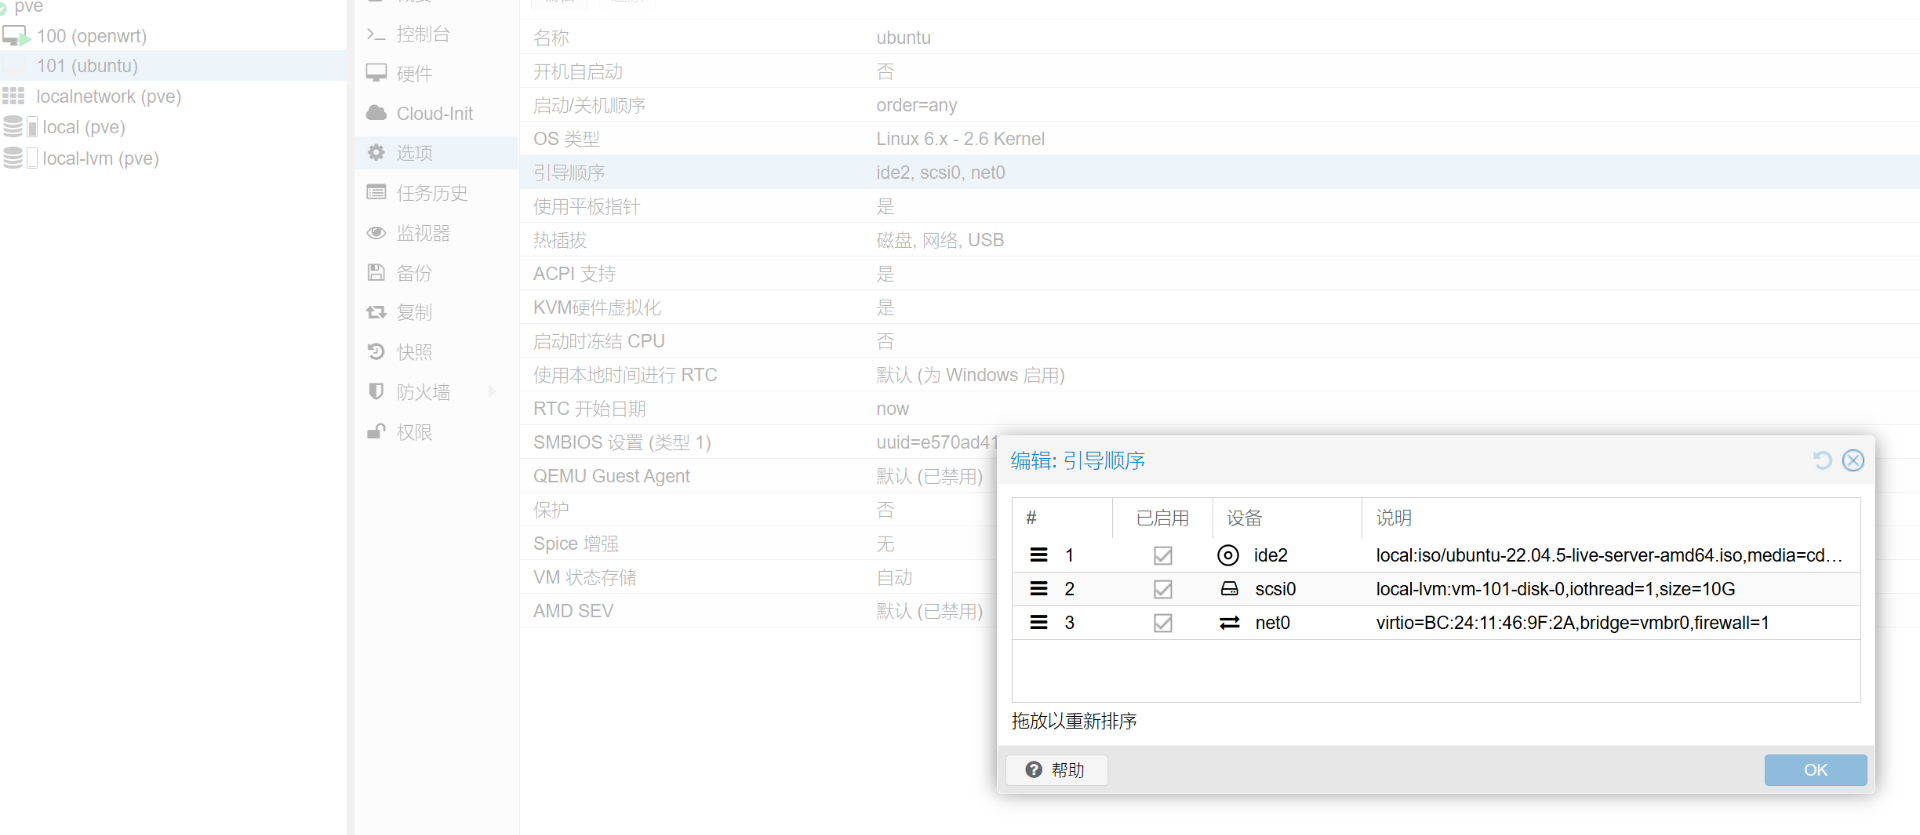 pve
100 (openwrt)
101 (ubuntu)
localnetwork (pve)
local (pve)
local-lvm (pve)
控制台
硬件
Cloud-Init
选项
任务历史
监视器
备份
复制
快照
防火墙
权限
名称 ubuntu
开机自启动 否
启动/关机顺序 order=any
OS 类型 Linux 6.x - 2.6 Kernel
引导顺序 ide2, scsi0, net0
使用平板指针 是
热插拔 磁盘, 网络, USB
ACPI 支持 是
KVM硬件虚拟化 是
启动时冻结 CPU 否
使用本地时间进行 RTC 默认 (为 Windows 启用)
RTC 开始日期 now
SMBIOS 设置 (类型 1) uuid=e570ad41
QEMU Guest Agent 默认 (已禁用)
保护 否
Spice 增强 无
VM 状态存储 自动
AMD SEV 默认 (已禁用)
编辑: 引导顺序
# 已启用 设备 说明
1 ide2 local:iso/ubuntu-22.04.5-live-server-amd64.iso,media=cd...
2 scsi0 local-lvm:vm-101-disk-0,iothread=1,size=10G
3 net0 virtio=BC:24:11:46:9F:2A,bridge=vmbr0,firewall=1
拖放以重新排序
帮助 OK